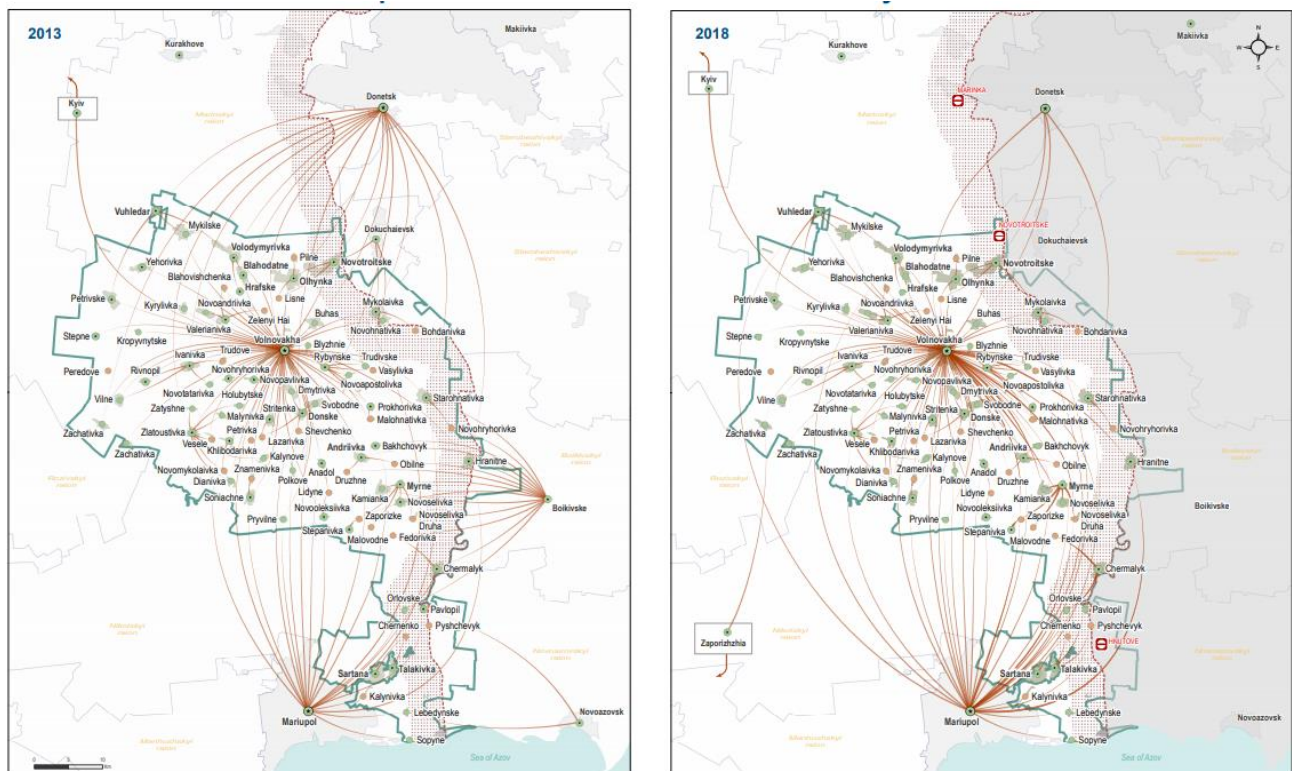 2013
Kurakhove
Makiivka
Kyiv
Donetsk
Vuhledar
Mykilske
Dokuchaievsk
Volodymyrivka
Pilne
Yehorivka
Blahodatne
Novotroitske
Blahovishchenka
Olhynka
Hrafske
Petrivske
Kyrylivka
Novoandriivka
Lisne
Mykolaivka
Zelenyi Hai
Buhas
Valerianivka
Novohnativka
Bohdanivka
Stepne
Kropyvnytske
Volnovakha
Blyzhnie
Trudove
Rybynske
Trudivske
Ivanivka
Peredove
Rivnopil
Novohryhorivka
Vasylivka
Novopavlivka
Novoapostolivka
Novotatarivka
Holubytske
Dmytrivka
Starohnativka
Vilne
Zatyshne
Stritenka
Svobodne
Prokhorivka
Malynivka
Donske
Malohnativka
Zachativka
Zlatoustivka
Petrivka
Shevchenko
Novohryhorivka
Vesele
Lazarivka
Andriivka
Bakhchovyk
Khlibodarivka
Zachativka
Kalynove
Hranitne
Novomykolaivka
Znamenivka
Anadol
Obilne
Dianivka
Polkove
Druzhne
Myrne
Soniachne
Lidyne
Kamianka
Novoselivka
Boikivske
Novooleksiivka
Zaporizke
Novoselivka
Druha
Pryvilne
Stepanivka
Fedorivka
Malovodne
Chermalyk
Orlovske
Pavlopil
Chernenko
Pyshchevyk
Talakivka
Sartana
Kalynivka
Mariupol
Lebedynske
Novoazovsk
Sopyne
Sea of Azov
2018
Kurakhove
Makiivka
N
W
E
S
Kyiv
MARINKA
Donetsk
Vuhledar
Mykilske
NOVOTROITSKE
Dokuchaievsk
Volodymyrivka
Pilne
Yehorivka
Blahodatne
Novotroitske
Blahovishchenka
Olhynka
Hrafske
Petrivske
Kyrylivka
Novoandriivka
Lisne
Mykolaivka
Zelenyi Hai
Buhas
Valerianivka
Novohnativka
Bohdanivka
Stepne
Kropyvnytske
Volnovakha
Blyzhnie
Trudove
Rybynske
Trudivske
Ivanivka
Peredove
Rivnopil
Novohryhorivka
Vasylivka
Novopavlivka
Novoapostolivka
Novotatarivka
Holubytske
Dmytrivka
Starohnativka
Vilne
Zatyshne
Stritenka
Svobodne
Prokhorivka
Malynivka
Donske
Malohnativka
Zachativka
Zlatoustivka
Petrivka
Shevchenko
Novohryhorivka
Vesele
Lazarivka
Andriivka
Bakhchovyk
Khlibodarivka
Zachativka
Kalynove
Hranitne
Novomykolaivka
Znamenivka
Anadol
Obilne
Dianivka
Polkove
Druzhne
Myrne
Soniachne
Lidyne
Kamianka
Novoselivka
Boikivske
Novooleksiivka
Zaporizke
Novoselivka
Druha
Pryvilne
Stepanivka
Fedorivka
Malovodne
Chermalyk
Orlovske
Pavlopil
Chernenko
Pyshchevyk
HNUTOVE
Zaporizhzhia
Talakivka
Sartana
Kalynivka
Mariupol
Lebedynske
Novoazovsk
Sopyne
Sea of Azov